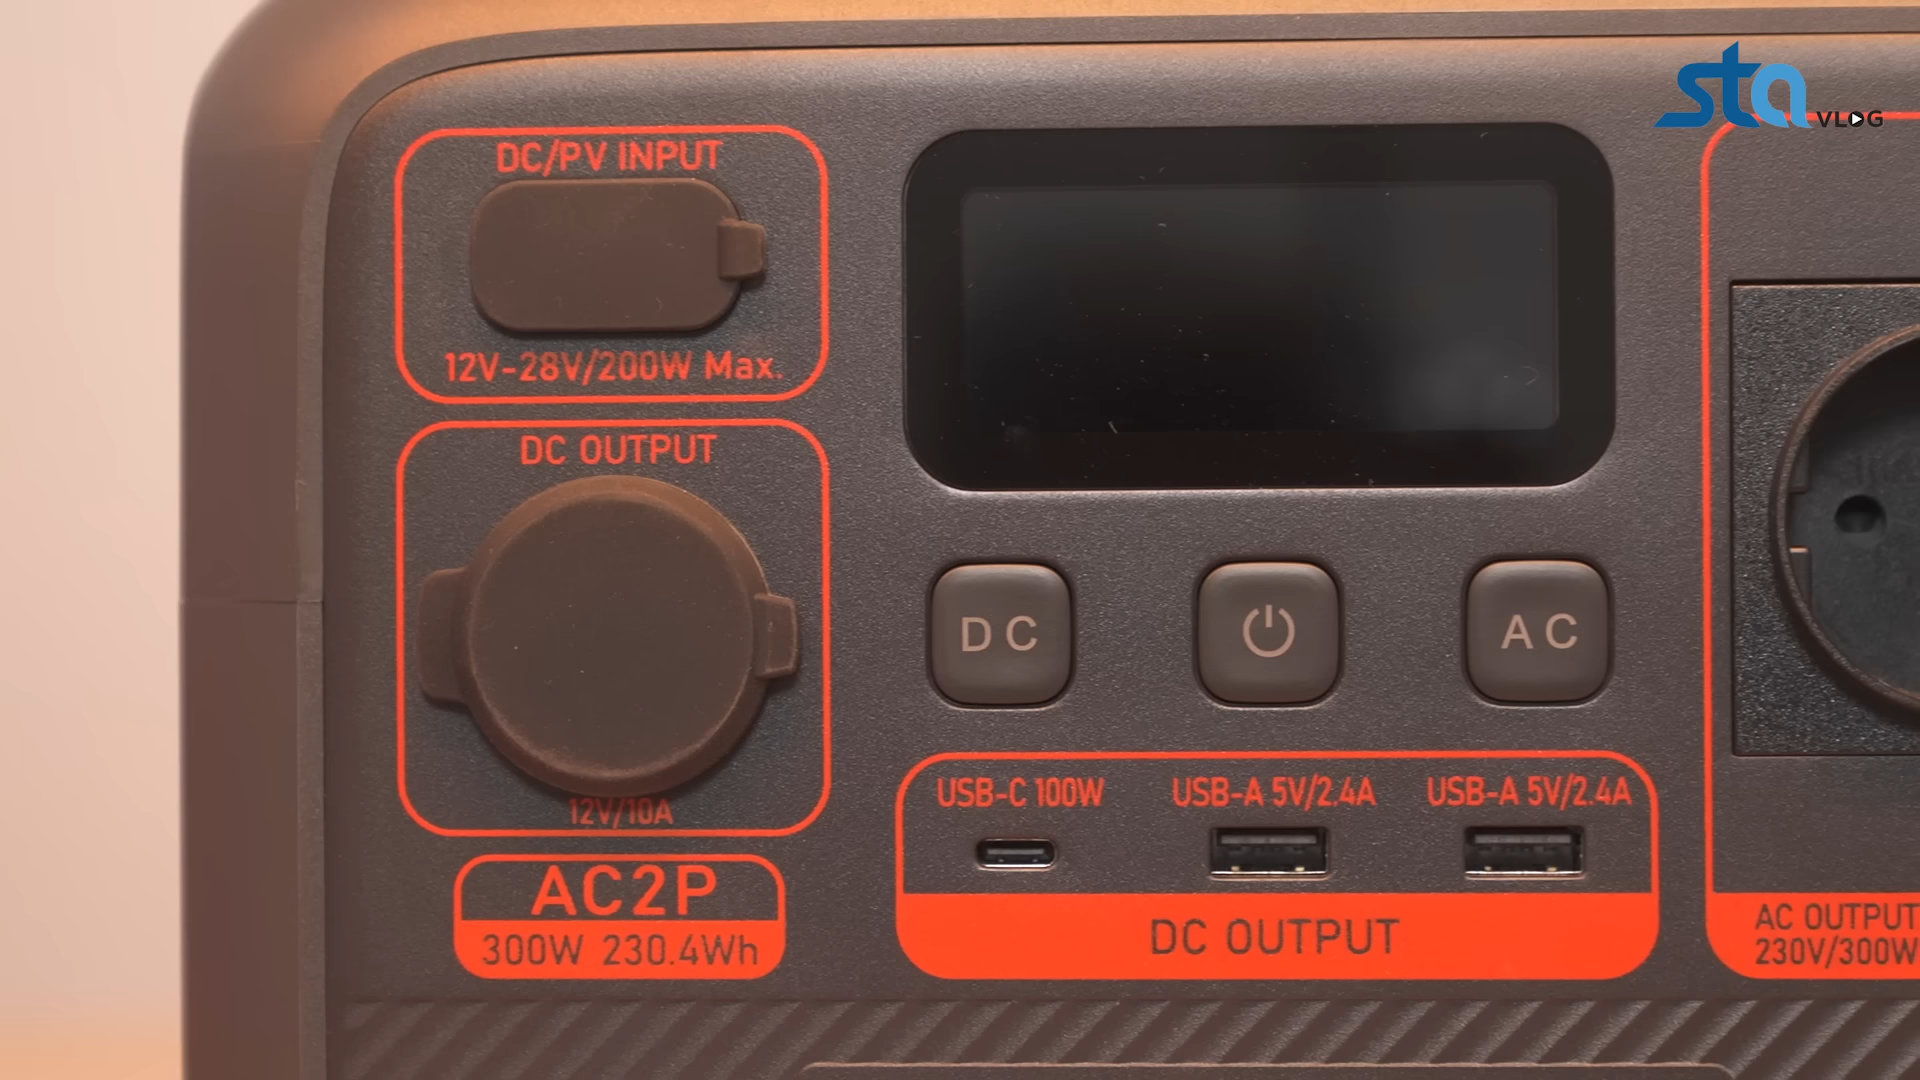 sta
VLOG
DC/PV INPUT
12V-28V/200W Max.
DC OUTPUT
12V/10A
AC2P
300W 230.4Wh
DC
AC
USB-C 100W
USB-A 5V/2.4A
USB-A 5V/2.4A
DC OUTPUT
AC OUTPUT
230V/300W